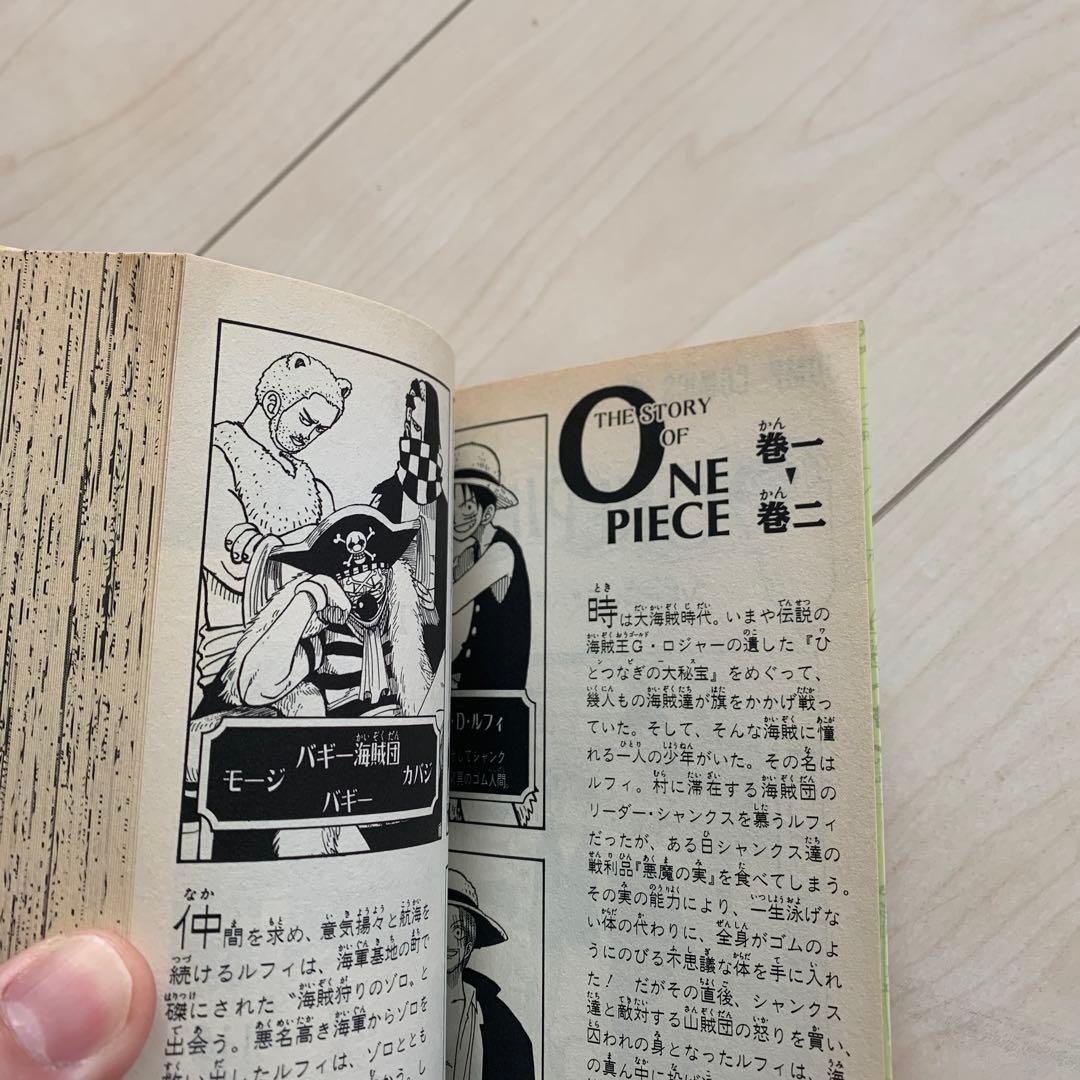 THE STORY
OF
ONE
PIECE
巻一
▼
巻二
時は大海賊時代。いまや伝説の
海賊王G・ロジャーの遺した『ひ
とつなぎの大秘宝』をめぐって、
幾人もの海賊達が旗をかかげ戦っ
ていた。そして、そんな海賊に憧
れる一人の少年がいた。その名は
ルフィ。村に滞在する海賊団の
リーダー・シャンクスを慕うルフィ
だったが、ある日シャンクス達の
戦利品『悪魔の実』を食べてしまう。
その実の能力により、一生泳げな
い体の代わりに、全身がゴムのよ
うにのびる不思議な体を手に入れ
た! だがその直後、シャンクス
達と敵対する山賊団の怒りを買い、
囚われの身となったルフィは、海
の真ん中に
・D・ルフィ
してシャンク
のゴム人間。
バギー海賊団
モージ カバジ
バギー
仲間を求め、意気揚々と航海を
続けるルフィは、海軍基地の町で
磔にされた〝海賊狩りのゾロ〟と
出会う。悪名高き海軍からゾロを
救い出したルフィは、ゾロととも